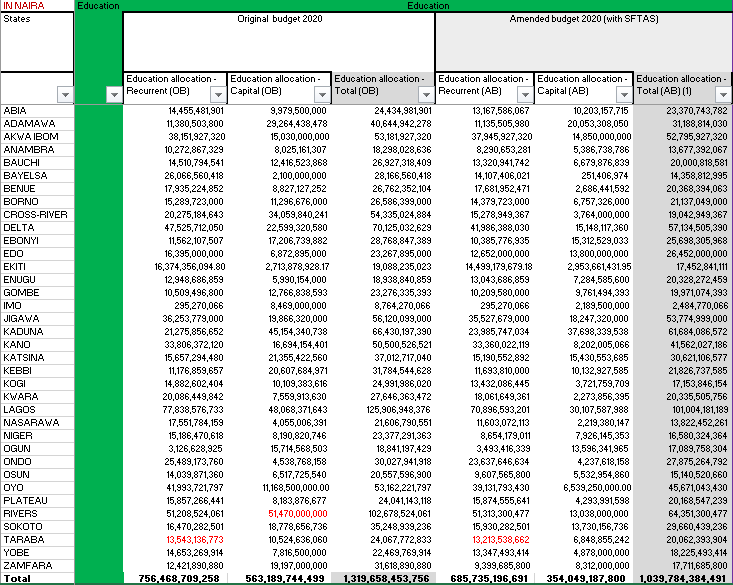 IN NAIRA Education Education
States Original budget 2020 Amended budget 2020 (with SFTAS)
Education allocation - Recurrent (OB) Education allocation - Capital (OB) Education allocation - Total (OB) Education allocation - Recurrent (AB) Education allocation - Capital (AB) Education allocation - Total (AB) (1)
ABIA 14,455,481,901 9,979,500,000 24,434,981,901 13,167,586,067 10,203,157,715 23,370,743,782
ADAMAWA 11,380,503,800 29,264,438,478 40,644,942,278 11,135,505,980 20,053,308,050 31,188,814,030
AKWA IBOM 38,151,927,320 15,030,000,000 53,181,927,320 37,945,927,320 14,850,000,000 52,795,927,320
ANAMBRA 10,272,867,329 8,025,161,307 18,298,028,636 8,290,653,281 5,386,738,786 13,677,392,067
BAUCHI 14,510,794,541 12,416,523,868 26,927,318,409 13,320,941,742 6,679,876,839 20,000,818,581
BAYELSA 26,066,560,418 2,100,000,000 28,166,560,418 14,107,406,021 251,406,974 14,358,812,995
BENUE 17,935,224,852 8,827,127,252 26,762,352,104 17,681,952,471 2,686,441,592 20,368,394,063
BORNO 15,289,723,000 11,296,676,000 26,586,399,000 14,379,723,000 6,757,326,000 21,137,049,000
CROSS-RIVER 20,275,184,643 34,059,840,241 54,335,024,884 15,278,949,367 3,764,000,000 19,042,949,367
DELTA 47,525,712,050 22,599,320,580 70,125,032,629 41,986,388,030 15,148,117,360 57,134,505,390
EBONYI 11,562,107,507 17,206,739,882 28,768,847,389 10,385,776,935 15,312,529,033 25,698,305,968
EDO 16,395,000,000 6,872,895,000 23,267,895,000 12,652,000,000 13,800,000,000 26,452,000,000
EKITI 16,374,356,094.80 2,713,878,928.17 19,088,235,023 14,499,179,679.18 2,953,661,431.95 17,452,841,111
ENUGU 12,948,686,859 5,990,154,000 18,938,840,859 13,043,686,859 7,284,585,600 20,328,272,459
GOMBE 10,509,496,800 12,766,838,593 23,276,335,393 10,209,580,000 9,761,494,393 19,971,074,393
IMO 295,270,066 8,469,000,000 8,764,270,066 295,270,066 2,189,500,000 2,484,770,066
JIGAWA 36,253,779,000 19,866,320,000 56,120,099,000 35,527,679,000 18,247,320,000 53,774,999,000
KADUNA 21,275,856,652 45,154,340,738 66,430,197,390 23,985,747,034 37,698,339,538 61,684,086,572
KANO 33,806,372,120 16,694,154,401 50,500,526,521 33,360,022,119 8,202,005,066 41,562,027,186
KATSINA 15,657,294,480 21,355,422,560 37,012,717,040 15,190,552,892 15,430,553,685 30,621,106,577
KEBBI 11,176,859,657 20,607,684,971 31,784,544,628 11,693,810,000 10,132,927,585 21,826,737,585
KOGI 14,882,602,404 10,109,383,616 24,991,986,020 13,432,086,445 3,721,759,709 17,153,846,154
KWARA 20,086,449,842 7,559,913,630 27,646,363,472 18,061,649,361 2,273,856,395 20,335,505,756
LAGOS 77,838,576,733 48,068,371,643 125,906,948,376 70,896,593,201 30,107,587,988 101,004,181,189
NASARAWA 17,551,784,159 4,055,006,391 21,606,790,551 11,603,072,113 2,219,380,147 13,822,452,261
NIGER 15,186,470,618 8,190,820,746 23,377,291,363 8,654,179,011 7,926,145,353 16,580,324,364
OGUN 3,126,628,925 15,714,568,503 18,841,197,429 3,493,416,339 13,596,341,965 17,089,758,304
ONDO 25,489,173,760 4,538,768,158 30,027,941,918 23,637,646,634 4,237,618,158 27,875,264,792
OSUN 14,039,871,360 6,517,725,540 20,557,596,900 9,607,565,800 5,532,954,860 15,140,520,660
OYO 41,993,721,797 11,168,500,000.00 53,162,221,797 39,131,793,430 6,539,250,000.00 45,671,043,430
PLATEAU 15,857,266,441 8,183,876,677 24,041,143,118 15,874,555,641 4,293,991,598 20,168,547,239
RIVERS 51,208,524,061 51,470,000,000 102,678,524,061 51,313,300,477 13,038,000,000 64,351,300,477
SOKOTO 16,470,282,501 18,778,656,736 35,248,939,236 15,930,282,501 13,730,156,736 29,660,439,236
TARABA 13,543,136,773 10,524,636,060 24,067,772,833 13,213,538,662 6,848,855,242 20,062,393,904
YOBE 14,653,269,914 7,816,500,000 22,469,769,914 13,347,493,414 4,878,000,000 18,225,493,414
ZAMFARA 12,421,890,880 19,197,000,000 31,618,890,880 9,399,685,800 8,312,000,000 17,711,685,800
Total 756,468,709,258 563,189,744,499 1,319,658,453,756 685,735,196,691 354,049,187,800 1,039,784,384,491